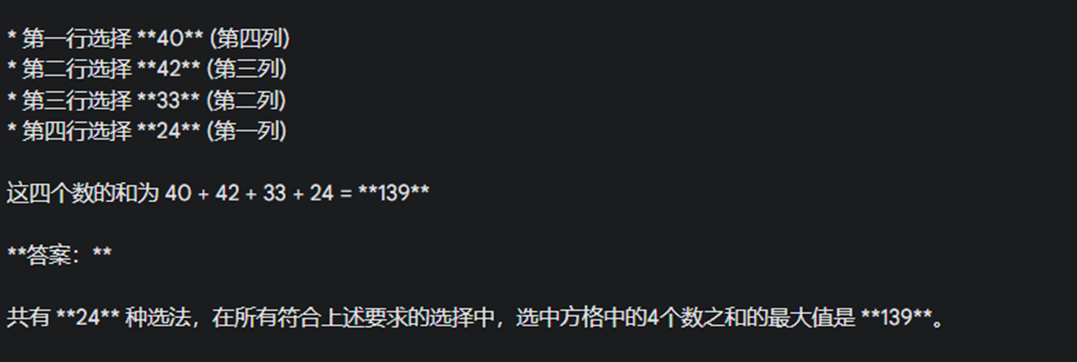 * 第一行选择 **40** (第四列)
* 第二行选择 **42** (第三列)
* 第三行选择 **33** (第二列)
* 第四行选择 **24** (第一列)
这四个数的和为 40 + 42 + 33 + 24 = **139**
**答案：**
共有 **24** 种选法，在所有符合上述要求的选择中，选中方格中的4个数之和的最大值是 **139**。